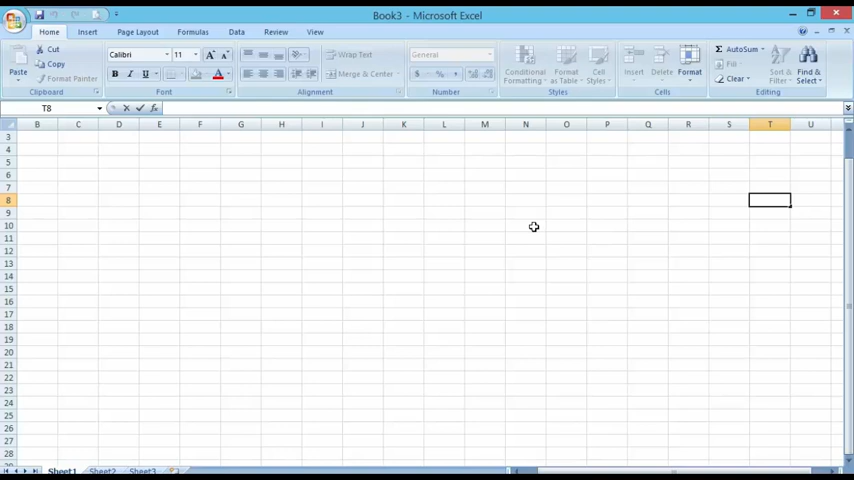 Book3 - Microsoft Excel
Home Insert Page Layout Formulas Data Review View
Paste
Cut
Copy
Format Painter
Clipboard
Calibri 11 A A
B I U A
Font
Wrap Text
Merge & Center
Alignment
General
$ % ,
Number
Conditional Formatting
Format as Table
Cell Styles
Styles
Insert Delete Format
Cells
Σ AutoSum
Fill
Clear
Sort & Filter
Find & Select
Editing
T8 fx
B C D E F G H I J K L M N O P Q R S T U
3
4
5
6
7
8
9
10
11
12
13
14
15
16
17
18
19
20
21
22
23
24
25
26
27
28
29
Sheet1 Sheet2 Sheet3